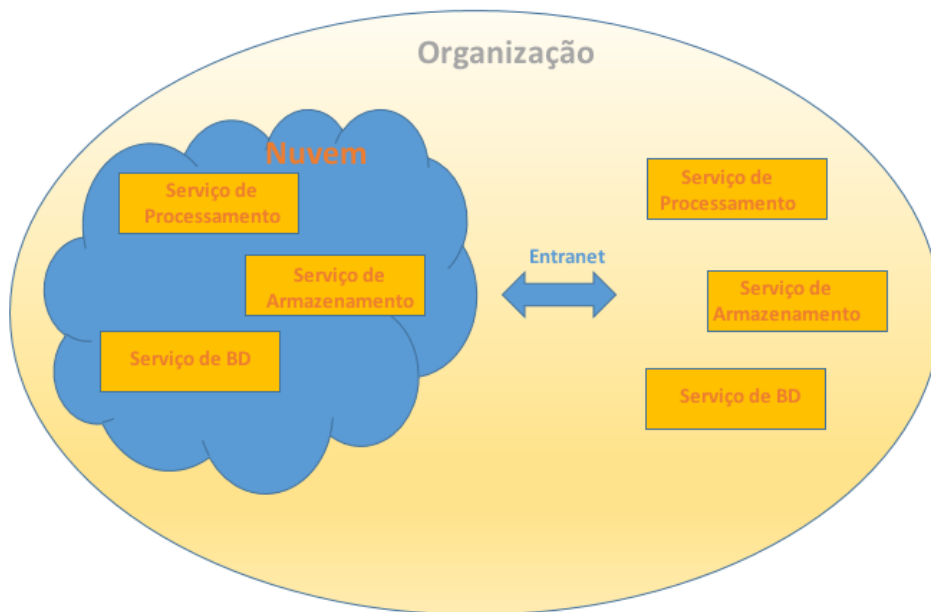 Organização
Nuvem
Serviço de
Processamento
Serviço de
Armazenamento
Serviço de BD
Entranet
Serviço de
Processamento
Serviço de
Armazenamento
Serviço de BD